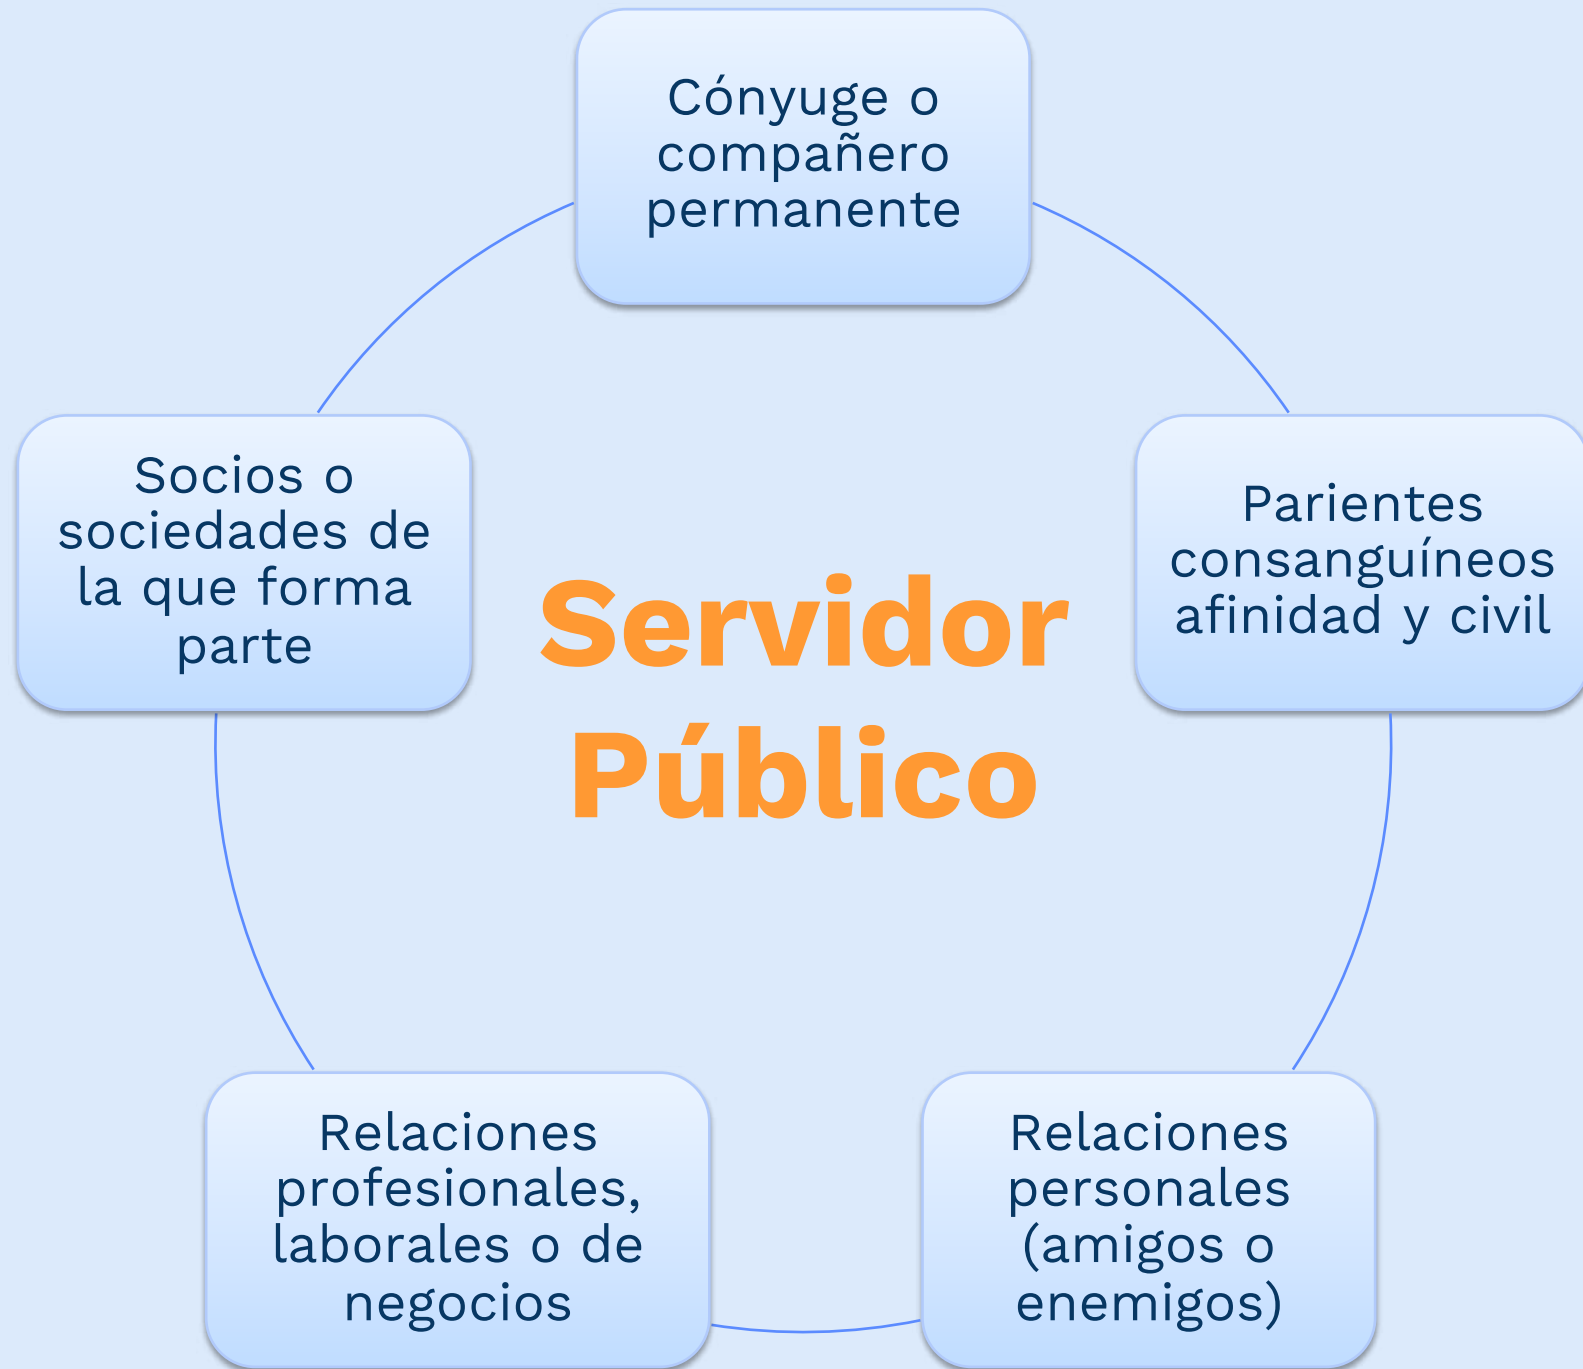 Cónyuge o
compañero
permanente
Socios o
sociedades de
la que forma
parte
Parientes
consanguíneos
afinidad y civil
Servidor
Público
Relaciones
profesionales,
laborales o de
negocios
Relaciones
personales
(amigos o
enemigos)